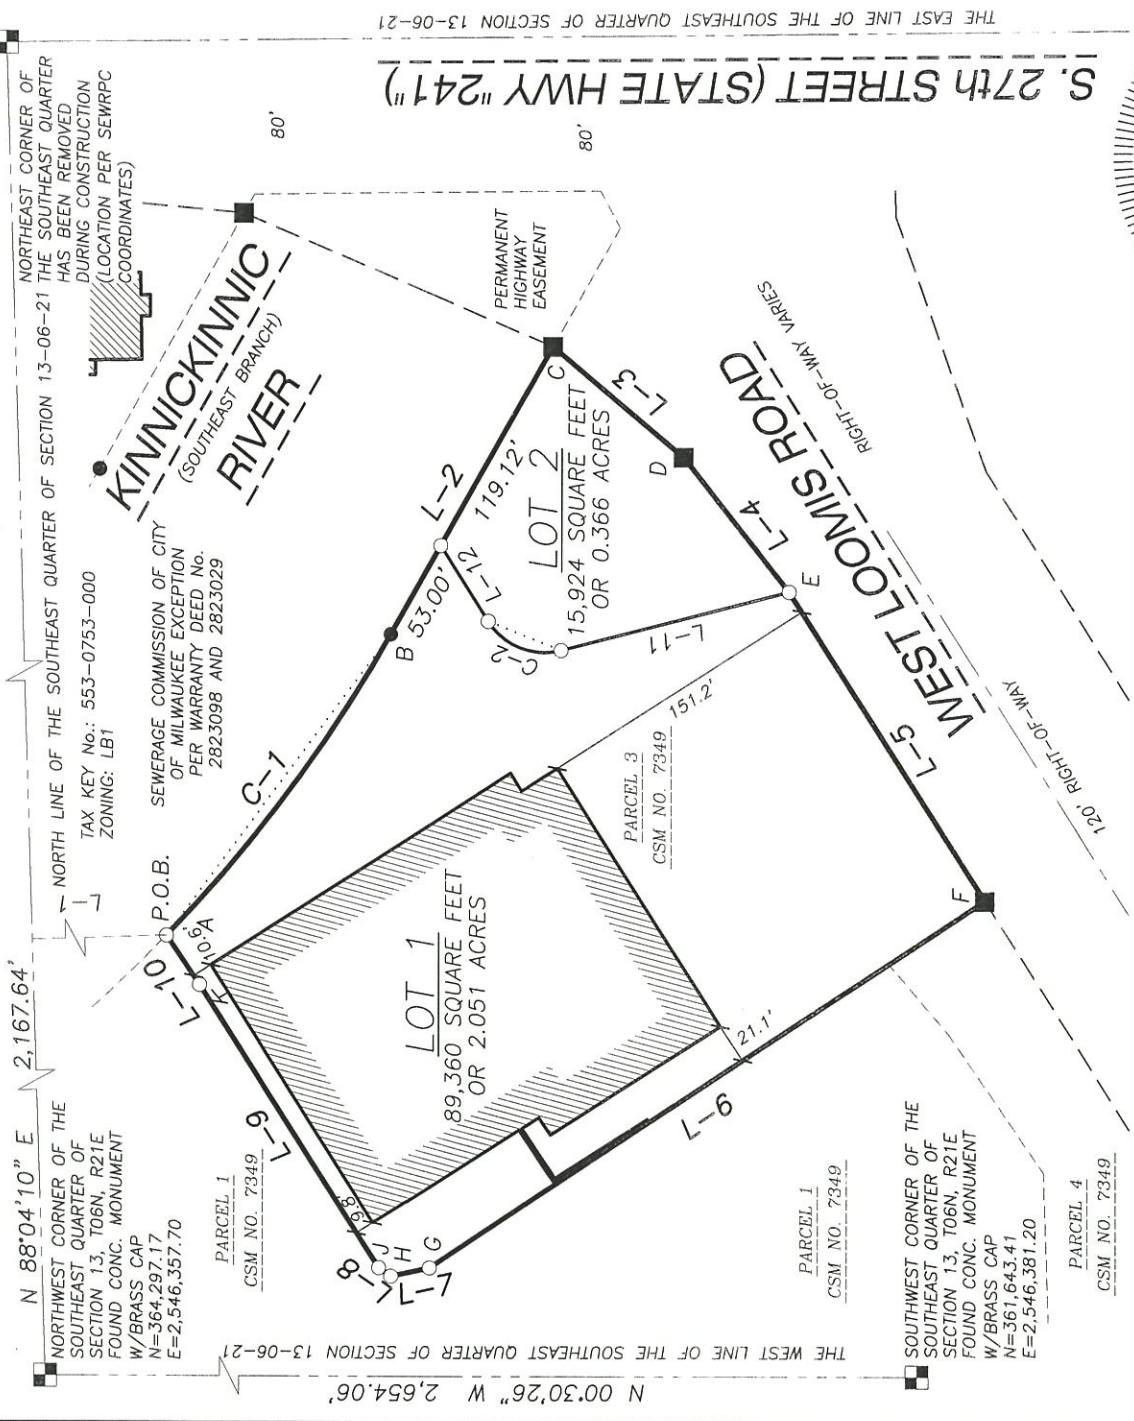 THE EAST LINE OF THE SOUTHEAST QUARTER OF SECTION 13-06-21
S. 27th STREET (STATE HWY "241")
NORTHEAST CORNER OF
THE SOUTHEAST QUARTER
HAS BEEN REMOVED
DURING CONSTRUCTION
(LOCATION PER SEWRPC
COORDINATES)
80'
80'
N 88°04'10" E 2,167.64'
NORTH LINE OF THE SOUTHEAST QUARTER OF SECTION 13-06-21
L-1
TAX KEY No.: 553-0753-000
ZONING: LB1
KINNICKINNIC
(SOUTHEAST BRANCH)
RIVER
PERMANENT
HIGHWAY
EASEMENT
SEWERAGE COMMISSION OF CITY
OF MILWAUKEE EXCEPTION
PER WARRANTY DEED No.
2823098 AND 2823029
P.O.B.
A
C-1
B
53.00'
L-2
119.12'
C
L-3
D
L-4
E
L-12
C-2
L-11
LOT 2
15,924 SQUARE FEET
OR 0.366 ACRES
WEST LOOMIS ROAD
RIGHT-OF-WAY VARIES
120' RIGHT-OF-WAY
L-5
F
151.2'
PARCEL 3
CSM NO. 7349
LOT 1
89,360 SQUARE FEET
OR 2.051 ACRES
L-10
10.6'
K
L-9
9.8'
J
L-8
H
L-7
G
L-6
21.1'
PARCEL 1
CSM NO. 7349
PARCEL 1
CSM NO. 7349
PARCEL 4
CSM NO. 7349
NORTHWEST CORNER OF THE
SOUTHEAST QUARTER OF
SECTION 13, T06N, R21E
FOUND CONC. MONUMENT
W/BRASS CAP
N=364,297.17
E=2,546,357.70
SOUTHWEST CORNER OF THE
SOUTHEAST QUARTER OF
SECTION 13, T06N, R21E
FOUND CONC. MONUMENT
W/BRASS CAP
N=361,643.41
E=2,546,381.20
THE WEST LINE OF THE SOUTHEAST QUARTER OF SECTION 13-06-21
N 00°30'26" W 2,654.06'